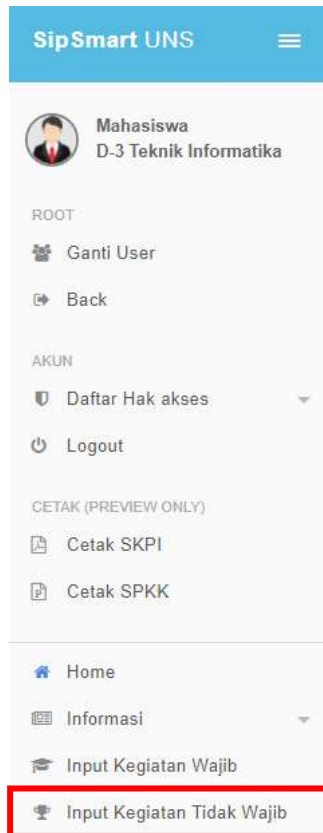 SipSmart UNS
Mahasiswa
D-3 Teknik Informatika
ROOT
Ganti User
Back
AKUN
Daftar Hak akses
Logout
CETAK (PREVIEW ONLY)
Cetak SKPI
Cetak SPKK
Home
Informasi
Input Kegiatan Wajib
Input Kegiatan Tidak Wajib